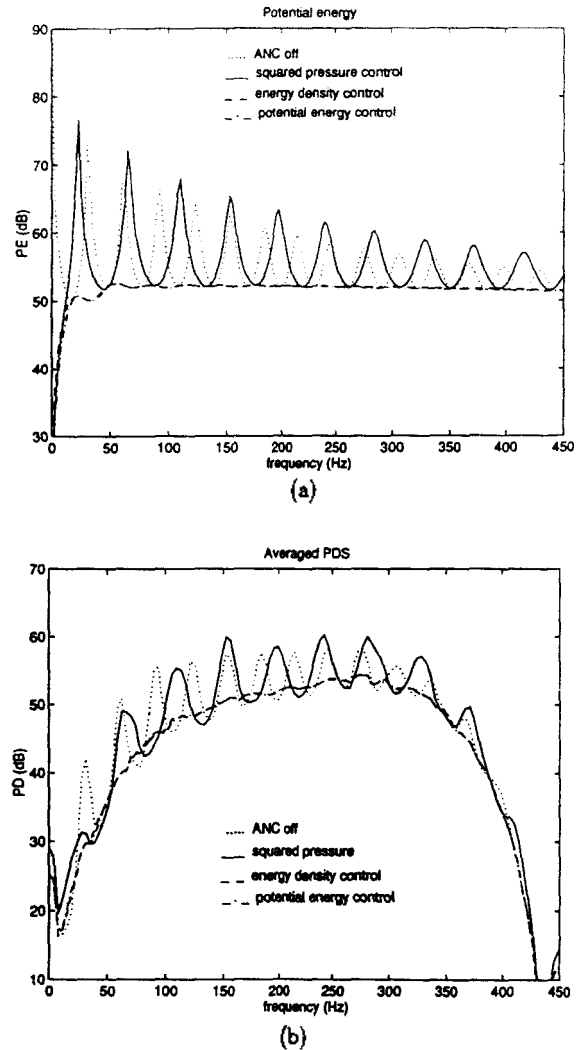 Potential energy
90
80
70
60
50
40
30
PE (dB)
ANC off
squared pressure control
energy density control
potential energy control
0 50 100 150 200 250 300 350 400 450
frequency (Hz)
(a)
Averaged PDS
70
60
50
40
30
20
10
PD (dB)
ANC off
squared pressure
energy density control
potential energy control
0 50 100 150 200 250 300 350 400 450
frequency (Hz)
(b)